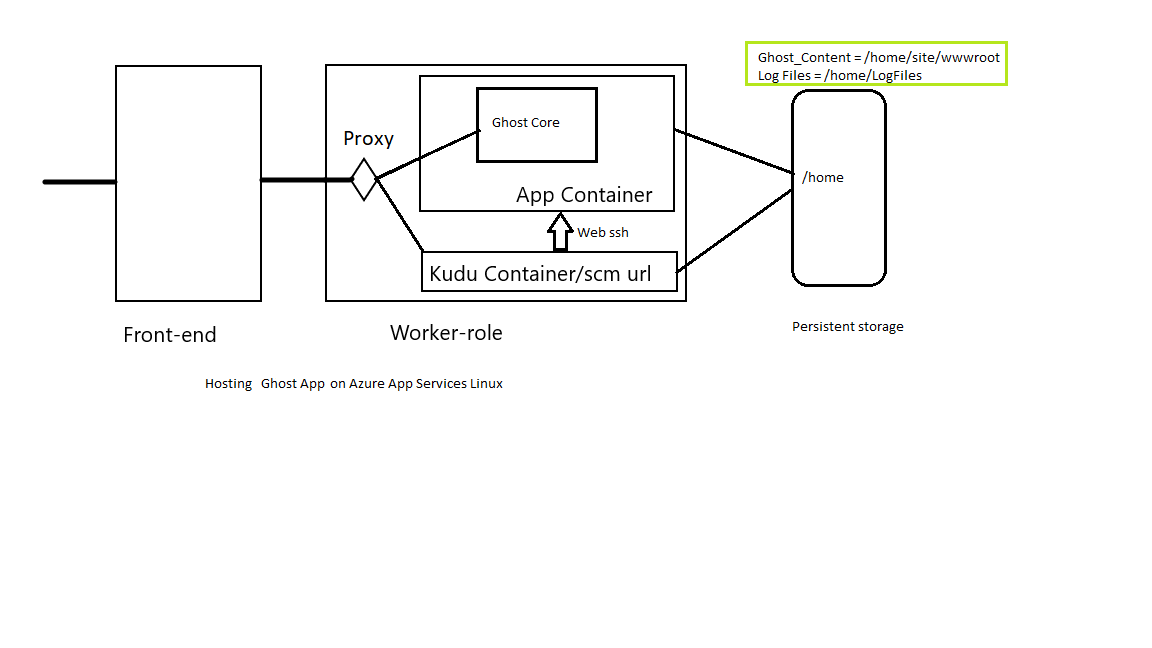 Ghost_Content = /home/site/wwwroot
Log Files = /home/LogFiles
Proxy
Ghost Core
/home
App Container
Web ssh
Kudu Container/scm url
Front-end
Worker-role
Persistent storage
Hosting Ghost App on Azure App Services Linux